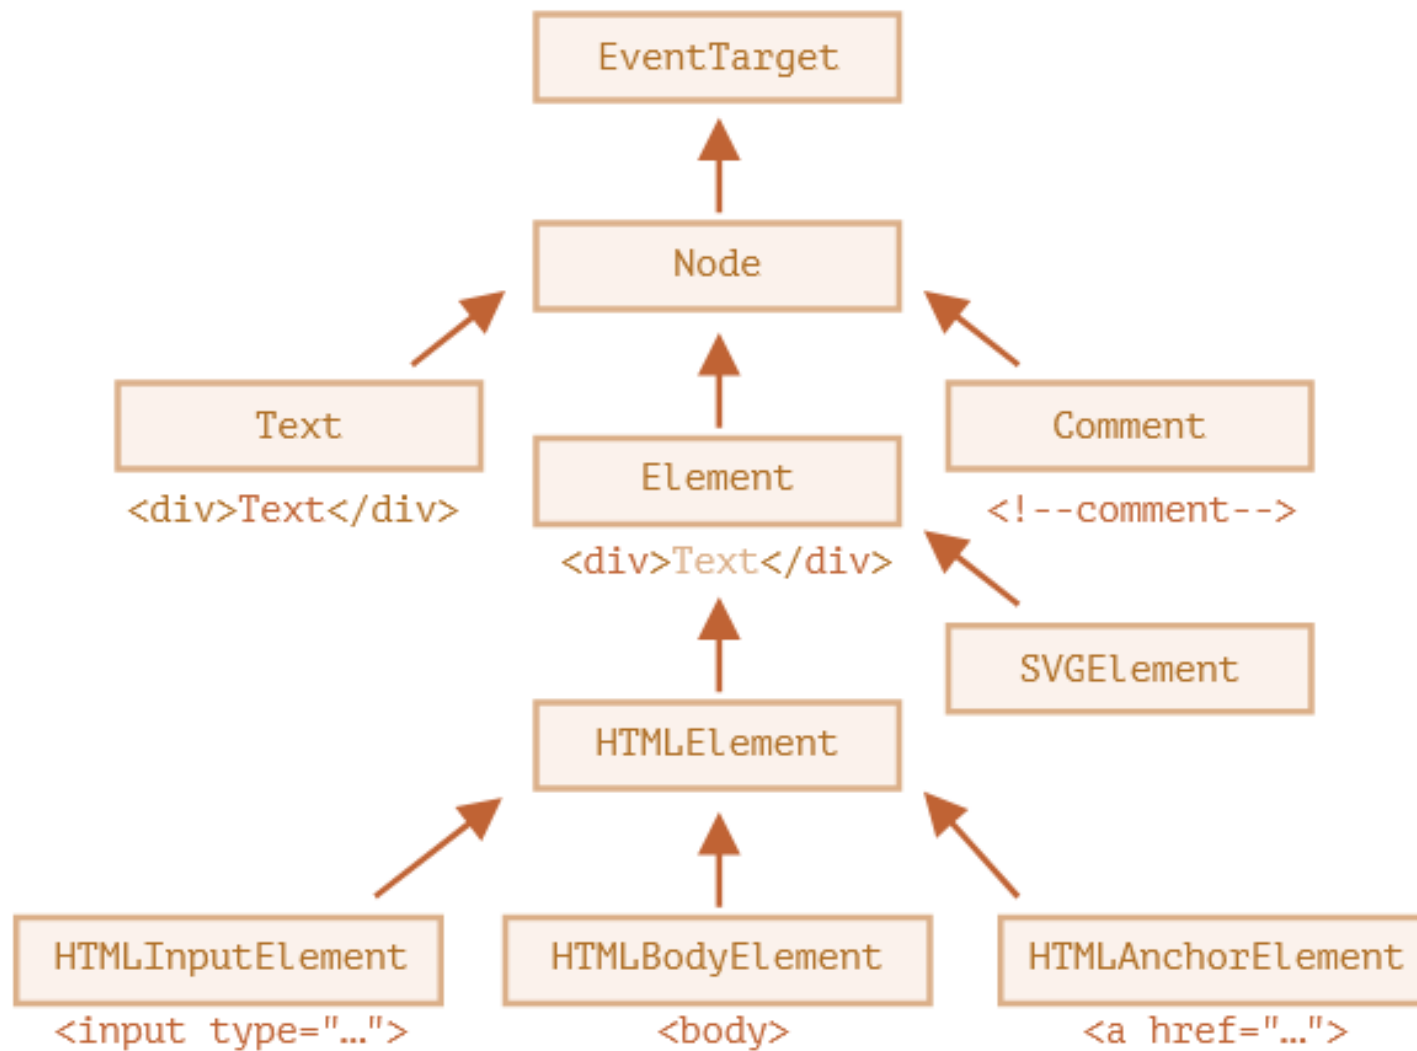 EventTarget
Node
Text
Comment
Element
<div>Text</div>
<!--comment-->
<div>Text</div>
SVGElement
HTMLElement
HTMLInputElement
HTMLBodyElement
HTMLAnchorElement
<input type="…">
<body>
<a href="…">